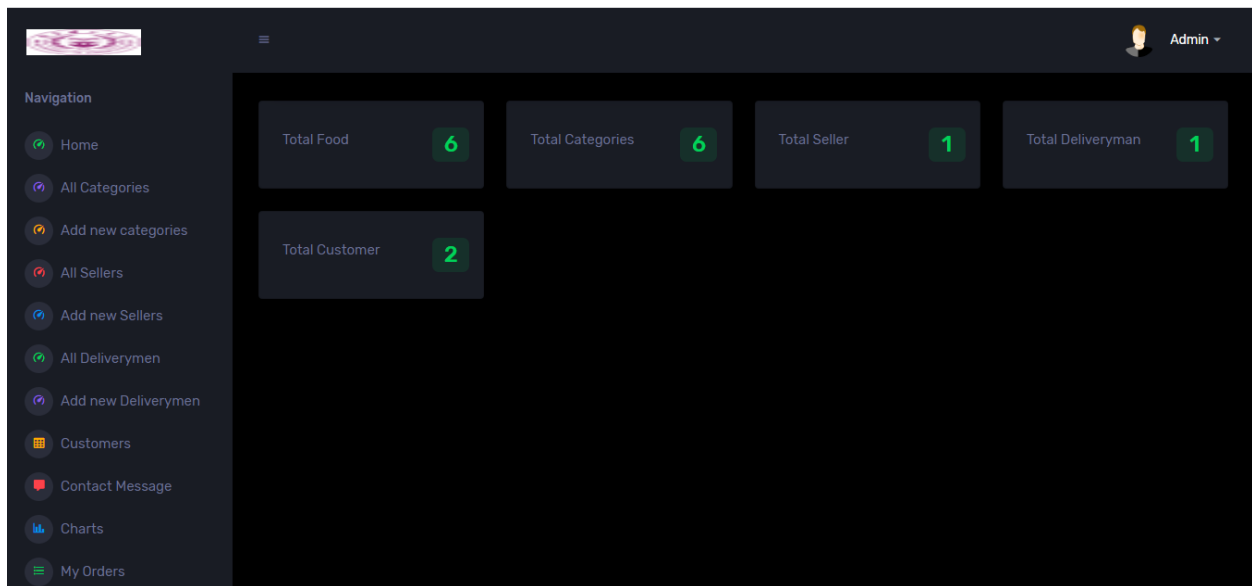 Admin
Navigation
Home
All Categories
Add new categories
All Sellers
Add new Sellers
All Deliverymen
Add new Deliverymen
Customers
Contact Message
Charts
My Orders
Total Food 6
Total Categories 6
Total Seller 1
Total Deliveryman 1
Total Customer 2